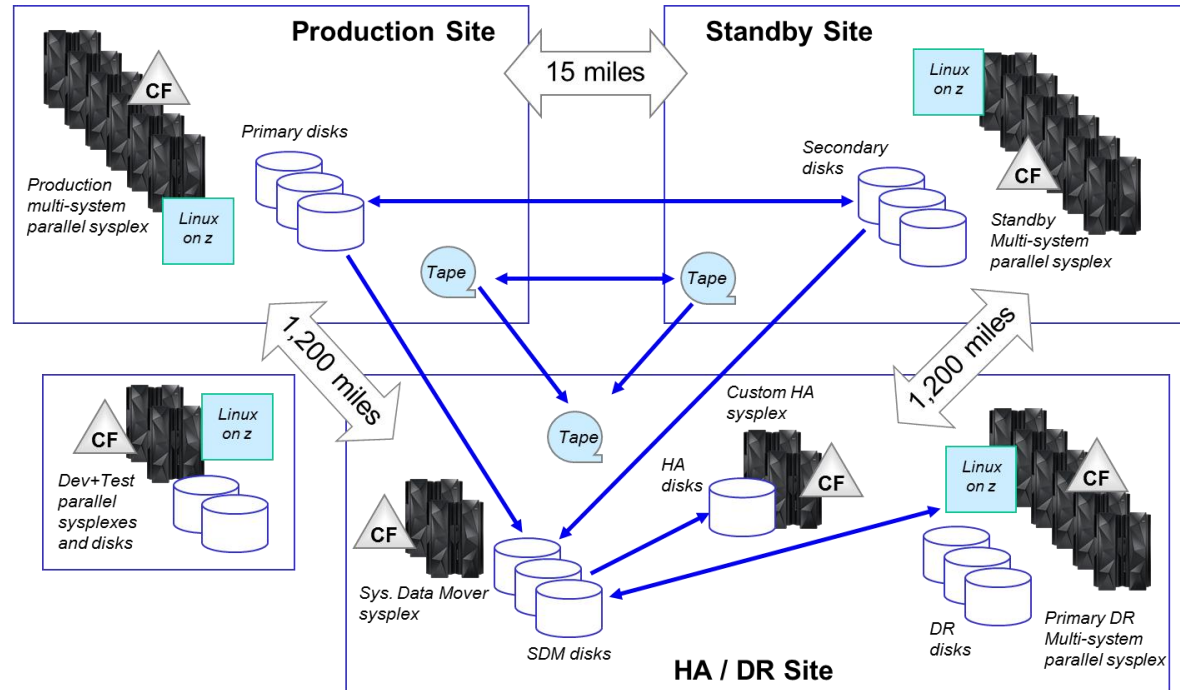 Production Site
CF
Primary disks
Production
multi-system
parallel sysplex
Linux
on z
15 miles
Standby Site
Linux
on z
Secondary
disks
CF
Standby
Multi-system
parallel sysplex
Tape
Tape
1,200 miles
1,200 miles
CF
Linux
on z
Dev+Test
parallel
sysplexes
and disks
Tape
Custom HA
sysplex
HA
disks
CF
CF
Sys. Data Mover
sysplex
SDM disks
Linux
on z
CF
DR
disks
Primary DR
Multi-system
parallel sysplex
HA / DR Site